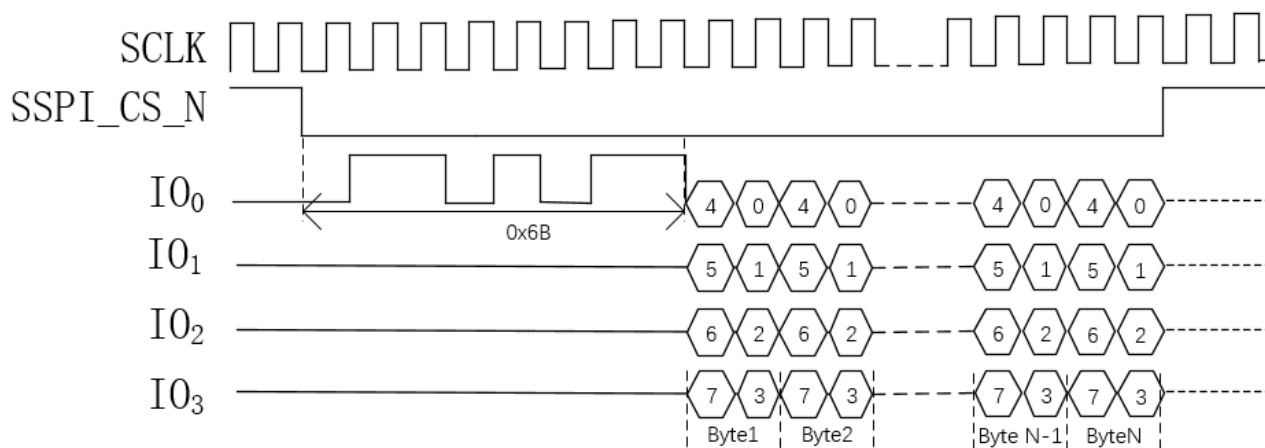 SCLK
SSPI_CS_N
IO₀ 4 0 4 0 4 0 4 0
0x6B
IO₁ 5 1 5 1 5 1 5 1
IO₂ 6 2 6 2 6 2 6 2
IO₃ 7 3 7 3 7 3 7 3
Byte1 Byte2 Byte N-1 ByteN